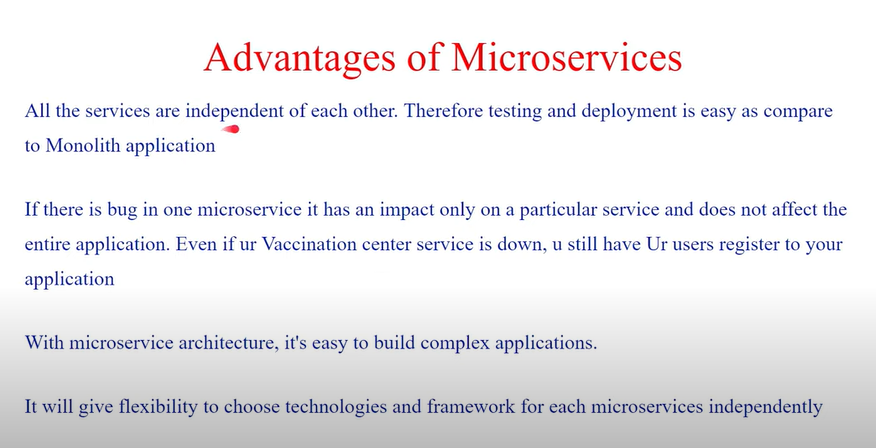 Advantages of Microservices
All the services are independent of each other. Therefore testing and deployment is easy as compare
to Monolith application
If there is bug in one microservice it has an impact only on a particular service and does not affect the
entire application. Even if ur Vaccination center service is down, u still have Ur users register to your
application
With microservice architecture, it's easy to build complex applications.
It will give flexibility to choose technologies and framework for each microservices independently